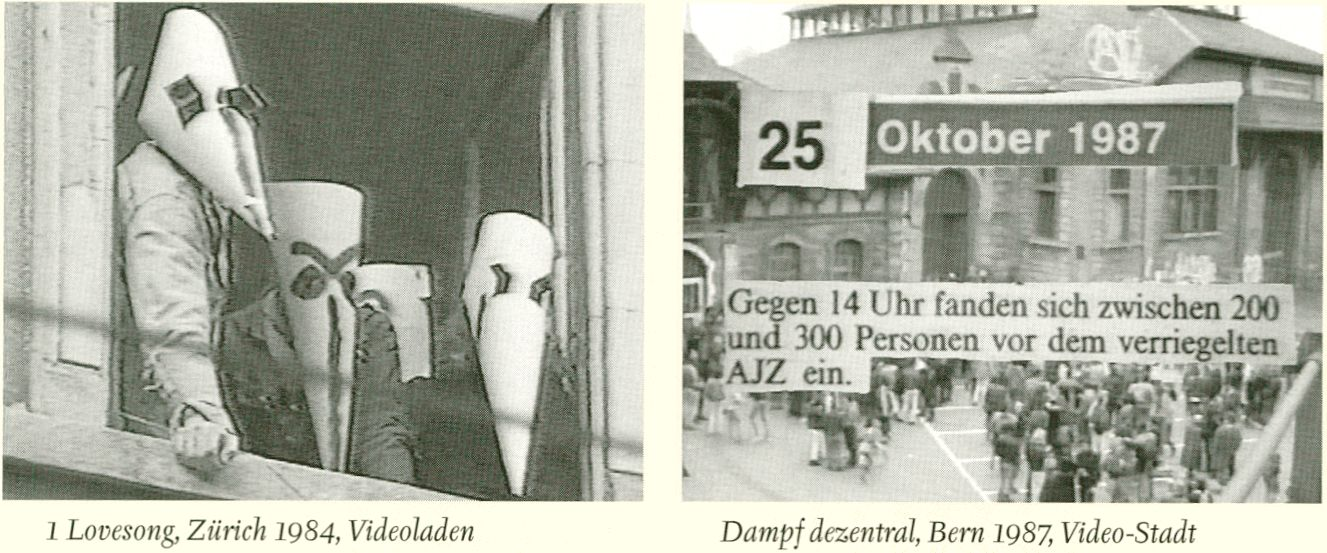 25 Oktober 1987
Gegen 14 Uhr fanden sich zwischen 200
und 300 Personen vor dem verriegelten
AJZ ein.
1 Lovesong, Zürich 1984, Videoladen
Dampf dezentral, Bern 1987, Video-Stadt